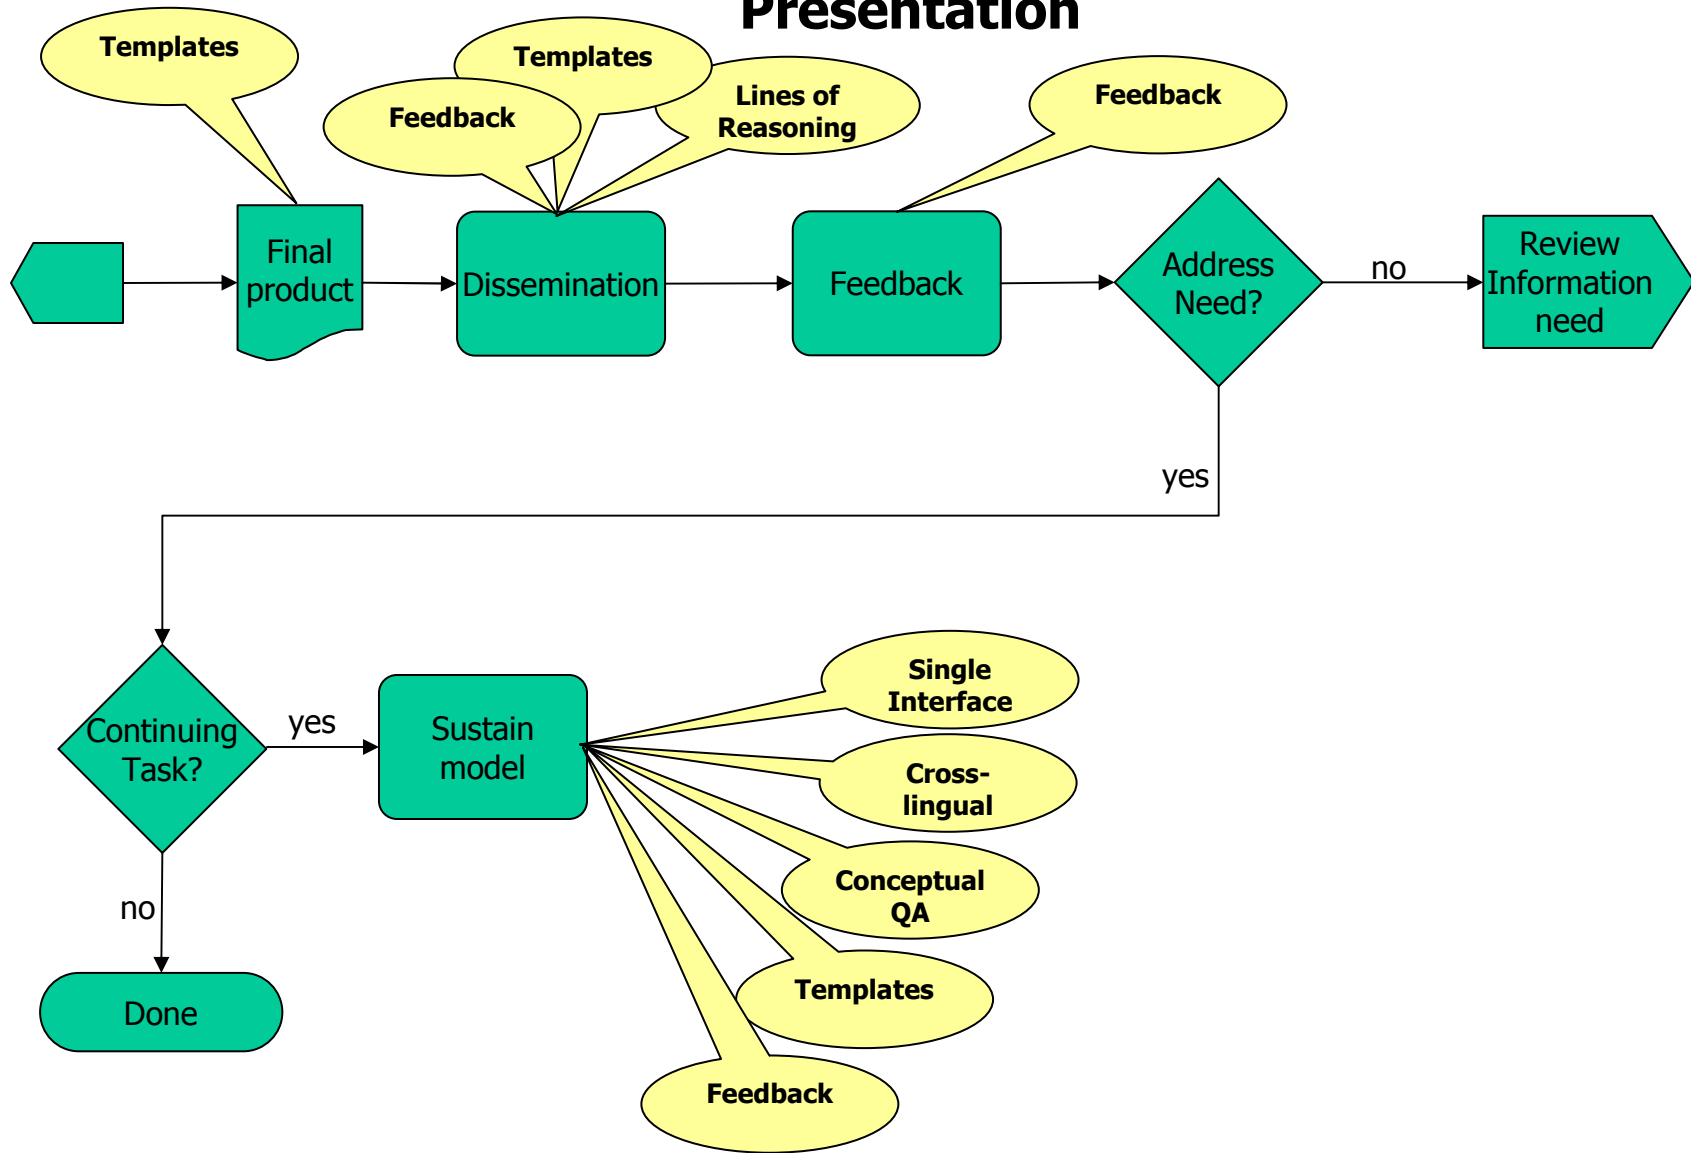 Presentation
Templates
Templates
Feedback
Lines of
Reasoning
Feedback
Final
product
Dissemination
Feedback
Address
Need?
no
Review
Information
need
yes
Continuing
Task?
yes
Sustain
model
Single
Interface
Cross-
lingual
Conceptual
QA
Templates
Feedback
no
Done